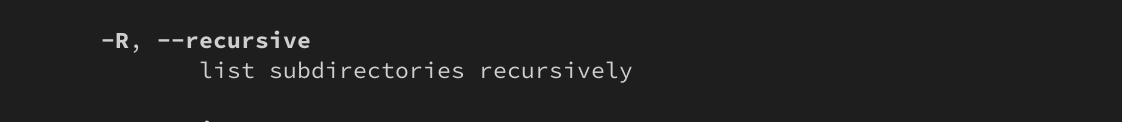 -R, --recursive
list subdirectories recursively